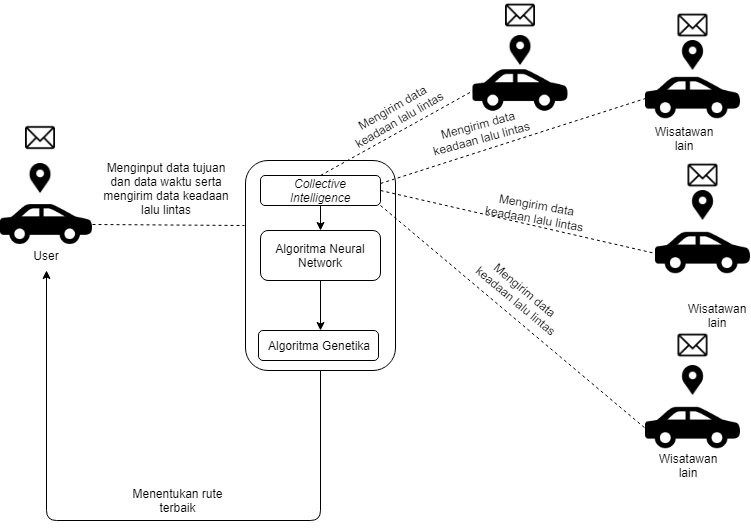 Mengirim data
keadaan lalu lintas
Mengirim data
keadaan lalu lintas
Wisatawan
lain
Menginput data tujuan
dan data waktu serta
mengirim data keadaan
lalu lintas
Collective
Intelligence
Mengirim data
keadaan lalu lintas
User
Algoritma Neural
Network
Mengirim data
keadaan lalu lintas
Wisatawan
lain
Algoritma Genetika
Wisatawan
lain
Menentukan rute
terbaik